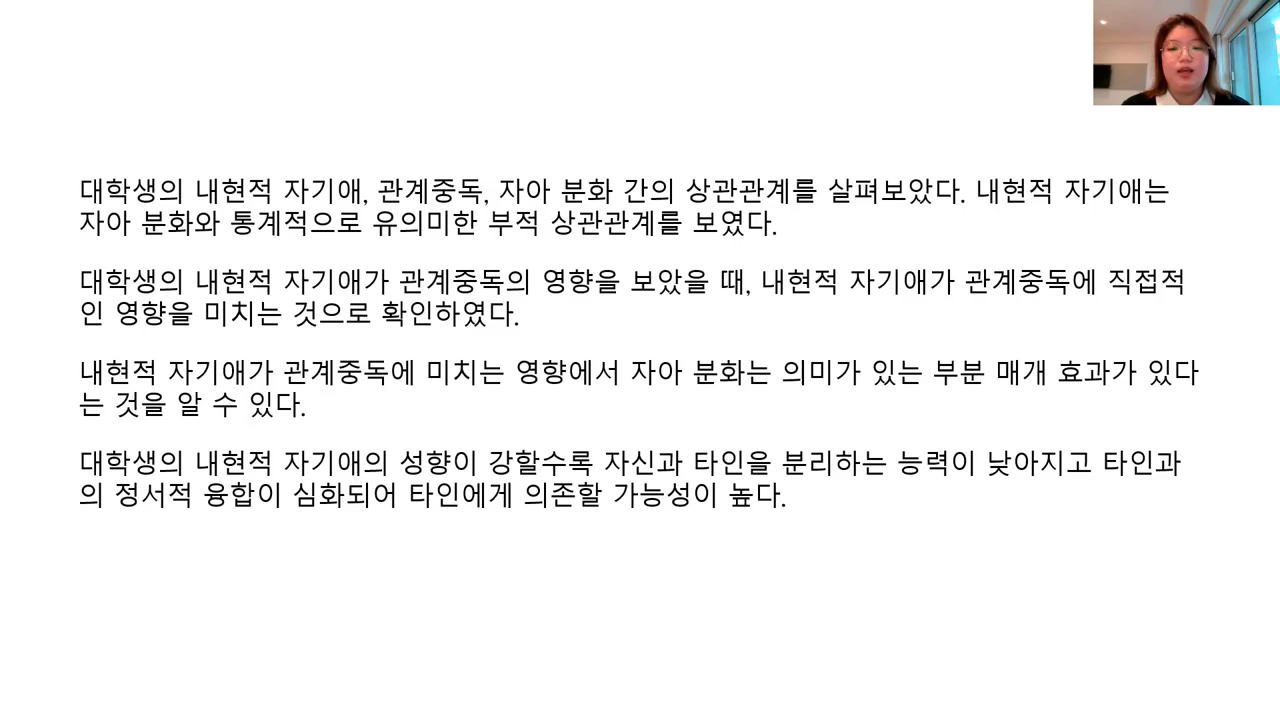 대학생의 내현적 자기애, 관계중독, 자아 분화 간의 상관관계를 살펴보았다. 내현적 자기애는
자아 분화와 통계적으로 유의미한 부적 상관관계를 보였다.
대학생의 내현적 자기애가 관계중독의 영향을 보았을 때, 내현적 자기애가 관계중독에 직접적
인 영향을 미치는 것으로 확인하였다.
내현적 자기애가 관계중독에 미치는 영향에서 자아 분화는 의미가 있는 부분 매개 효과가 있다
는 것을 알 수 있다.
대학생의 내현적 자기애의 성향이 강할수록 자신과 타인을 분리하는 능력이 낮아지고 타인과
의 정서적 융합이 심화되어 타인에게 의존할 가능성이 높다.